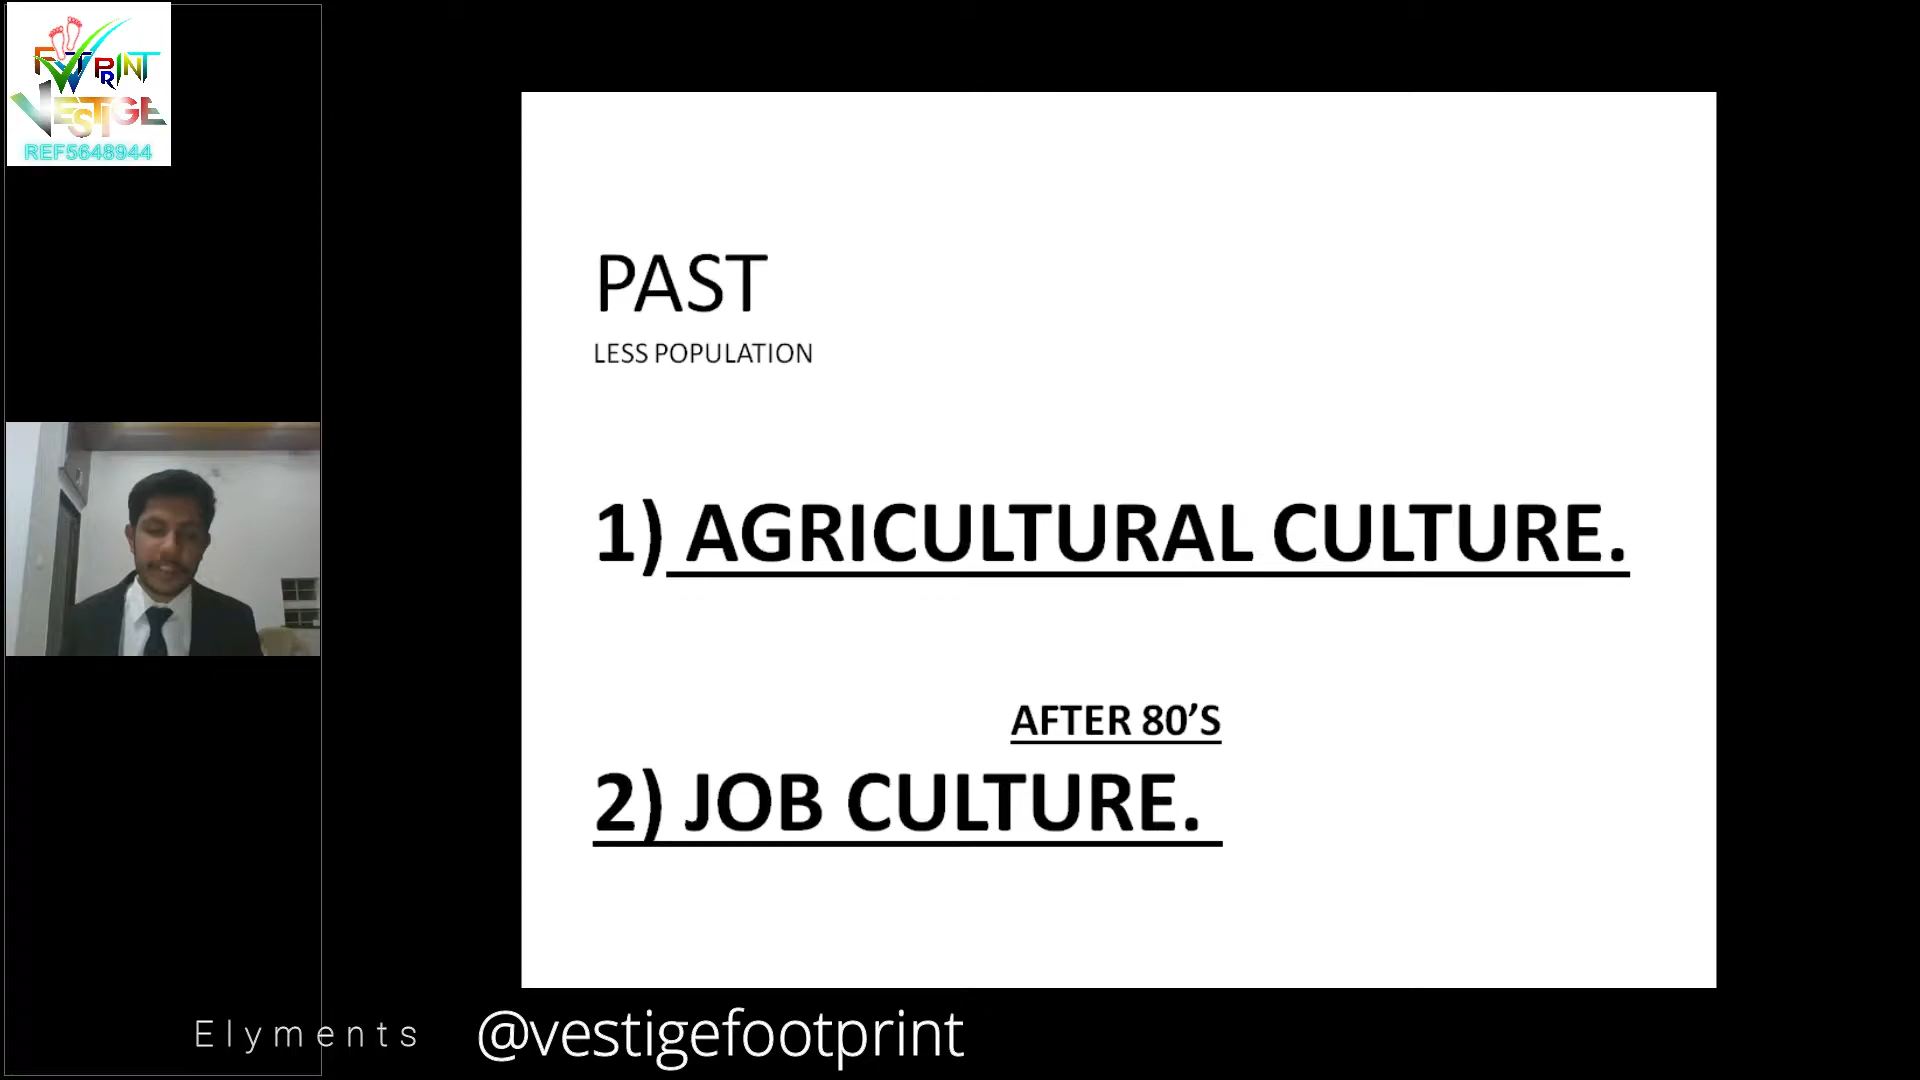 FOOTPRINT
VESTIGE
REF5648944
PAST
LESS POPULATION
1) AGRICULTURAL CULTURE.
AFTER 80’S
2) JOB CULTURE.
Elyments @vestigefootprint